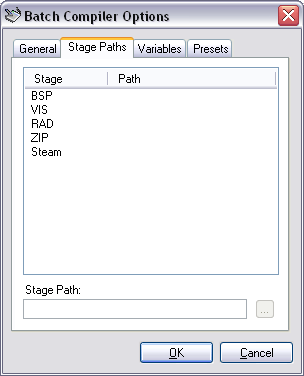 Batch Compiler Options
General Stage Paths Variables Presets
Stage Path
BSP
VIS
RAD
ZIP
Steam
Stage Path:
...
OK Cancel